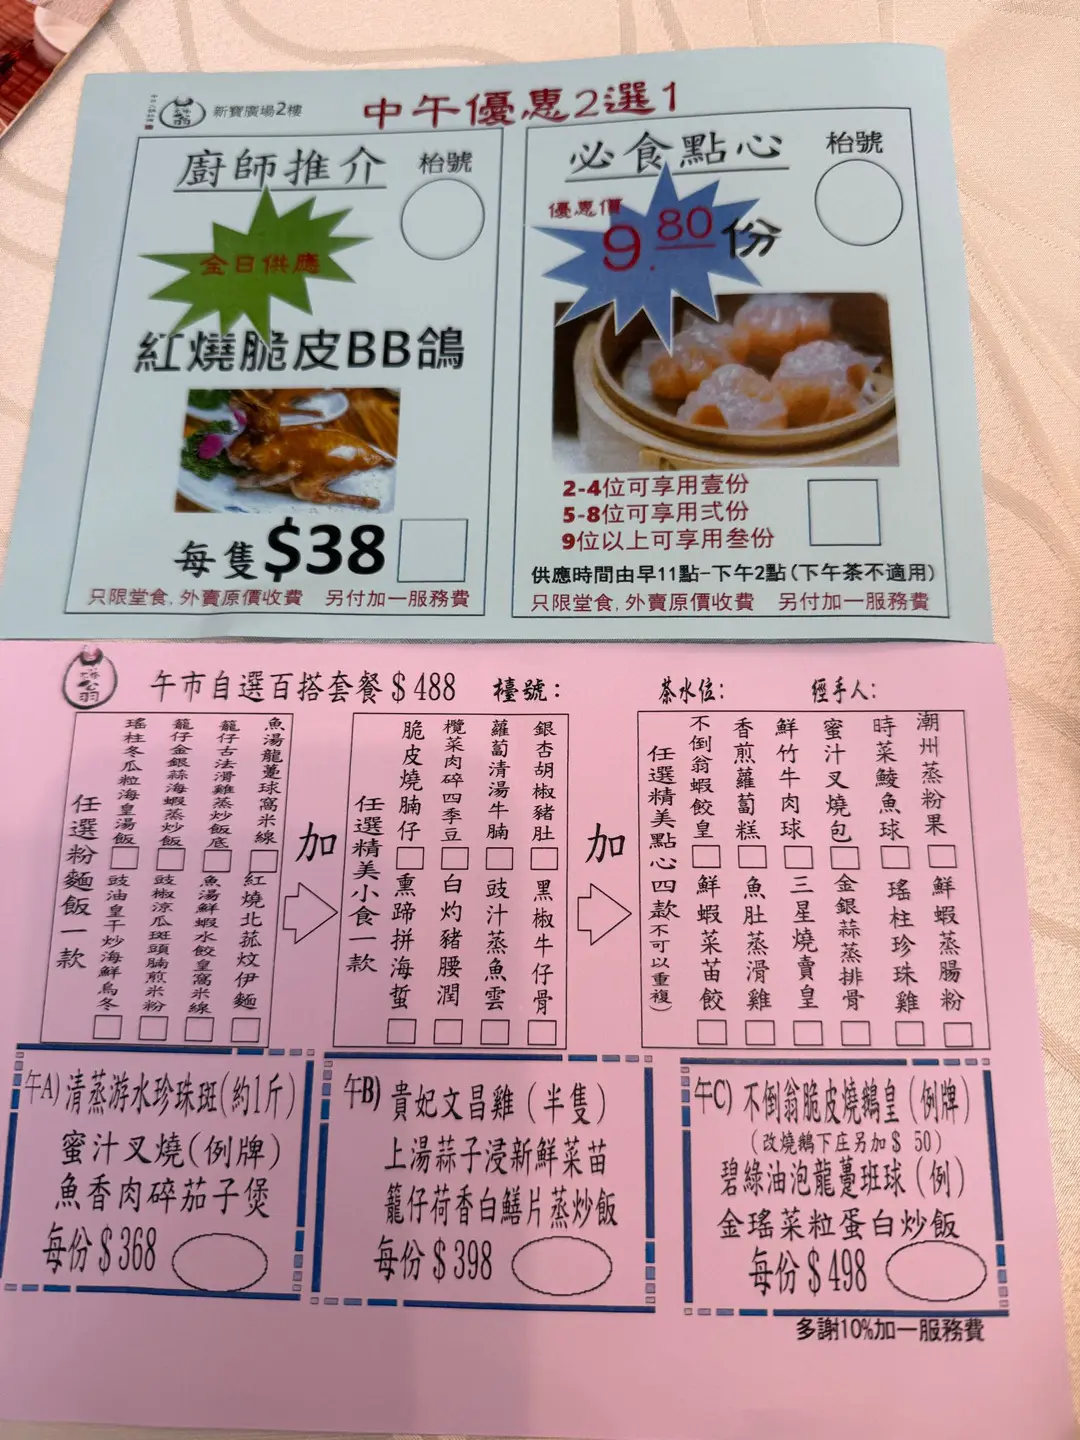 新寶廣場2樓
中午優惠2選1
廚師推介
枱號
全日供應
紅燒脆皮BB鴿
每隻$38
只限堂食,外賣原價收費 另付加一服務費
必食點心
枱號
優惠價
9.80份
2-4位可享用壹份
5-8位可享用弍份
9位以上可享用叁份
供應時間由早11點-下午2點(下午茶不適用)
只限堂食,外賣原價收費 另付加一服務費
午市自選百搭套餐$488 檯號: 茶水位: 經手人:
任選粉麵飯一款
瑤柱冬瓜粒海皇湯飯
籠仔金銀蒜海蝦蒸炒飯
籠仔古法滑雞蒸炒飯底
魚湯龍躉球窩米線
豉油皇干炒海鮮烏冬
豉椒涼瓜斑頭腩煎米粉
魚湯鮮蝦水餃皇窩米線
紅燒北菰炆伊麵
加
任選精美小食一款
脆皮燒腩仔
欖菜肉碎四季豆
蘿蔔清湯牛腩
銀杏胡椒豬肚
熏蹄拼海蜇
白灼豬腰潤
豉汁蒸魚雲
黑椒牛仔骨
加
任選精美點心四款(不可以重複)
不倒翁蝦餃皇
香煎蘿蔔糕
鮮竹牛肉球
蜜汁叉燒包
時菜鯪魚球
潮州蒸粉果
鮮蝦菜苗餃
魚肚蒸滑雞
三星燒賣皇
金銀蒜蒸排骨
瑤柱珍珠雞
鮮蝦蒸腸粉
午A)清蒸游水珍珠斑(約1斤)
蜜汁叉燒(例牌)
魚香肉碎茄子煲
每份$368
午B)貴妃文昌雞(半隻)
上湯蒜子浸新鮮菜苗
籠仔荷香白鱔片蒸炒飯
每份$398
午C)不倒翁脆皮燒鵝皇(例牌)
(改燒鵝下庄另加$ 50)
碧綠油泡龍躉班球(例)
金瑤菜粒蛋白炒飯
每份$498
多謝10%加一服務費